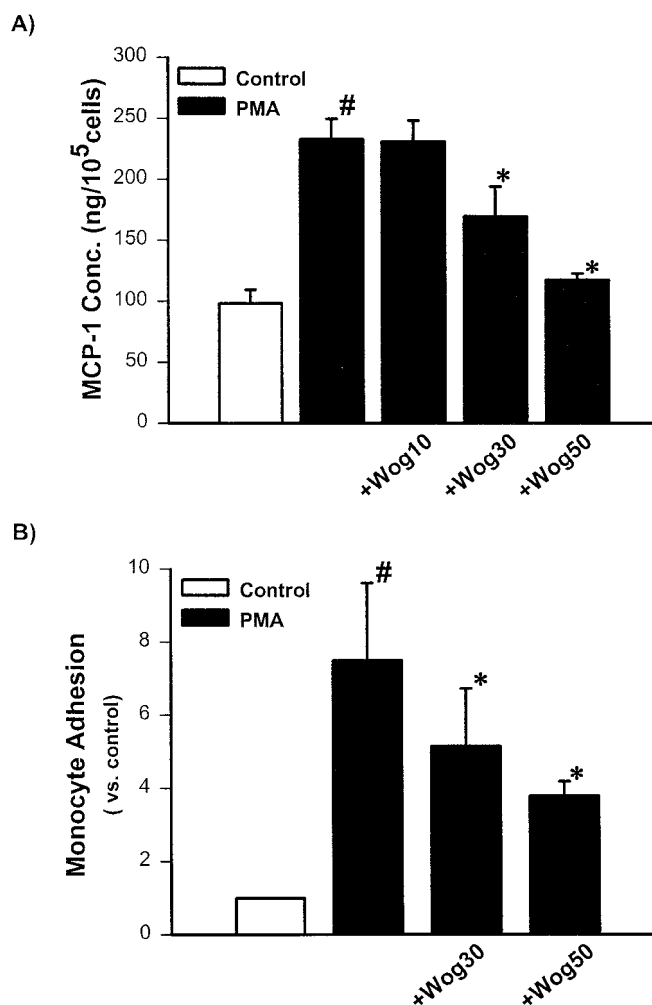 A)
MCP-1 Conc. (ng/10⁵cells)
300
250
200
150
100
50
0
Control
PMA
#
*
*
+Wog10
+Wog30
+Wog50
B)
Monocyte Adhesion
( vs. control)
10
8
6
4
2
0
Control
PMA
#
*
*
+Wog30
+Wog50